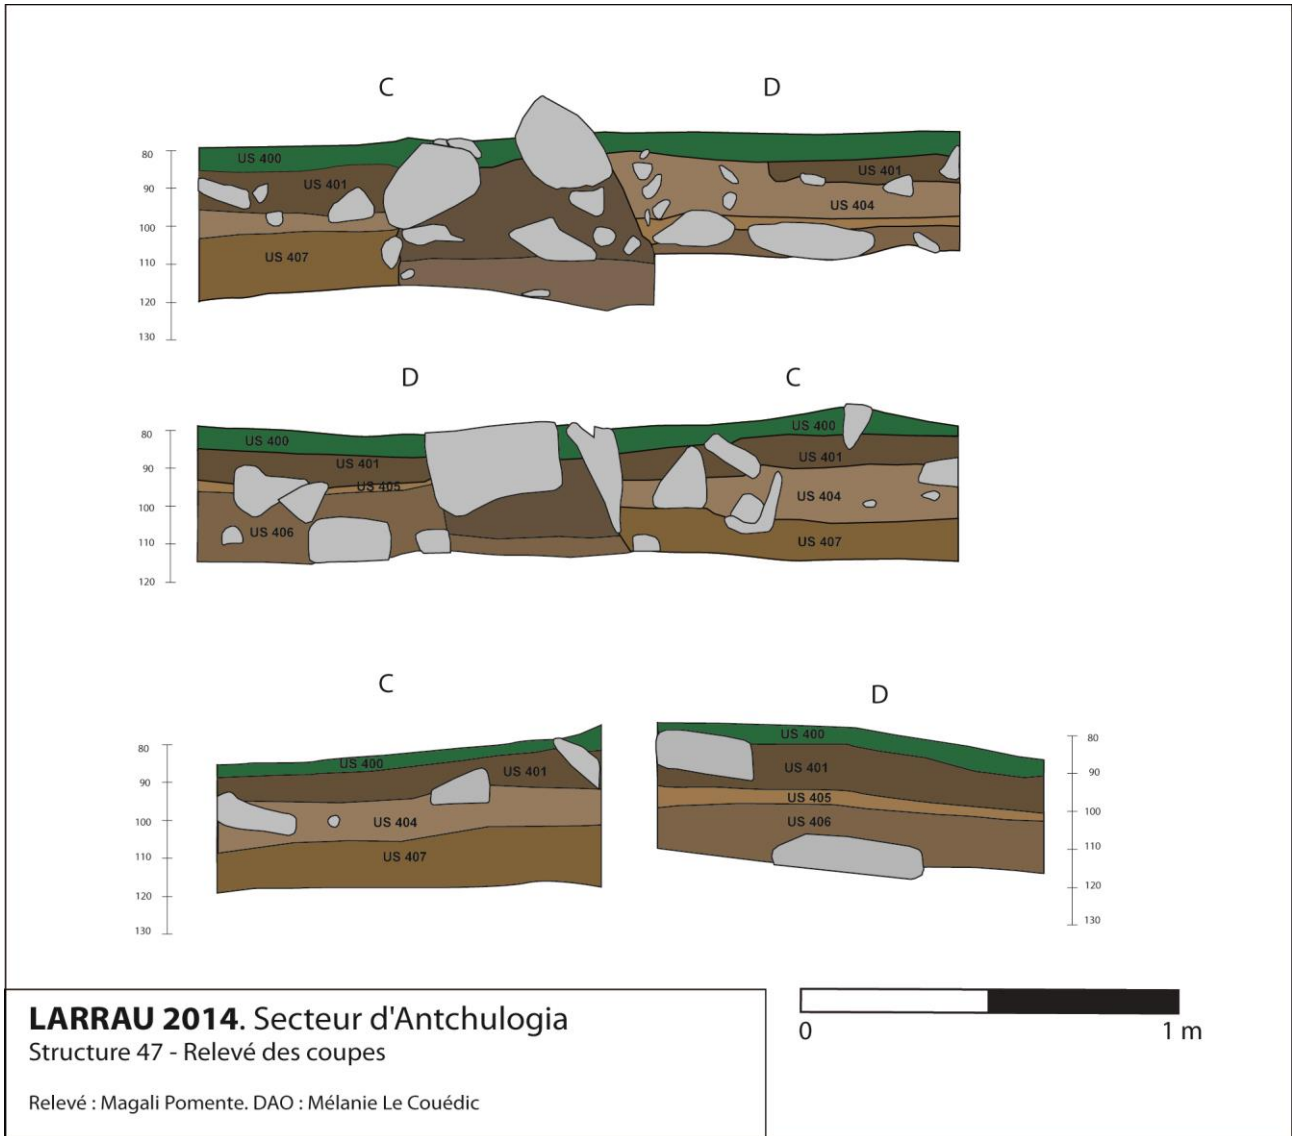 C D
80
US 400
90
US 401 US 401
100
US 404
110
US 407
120
130
D C
80
US 400 US 400
90
US 401 US 401
US 405
100
US 404
US 406
110
US 407
120
C D
80
US 400 US 400
80
90
US 401 US 401
90
US 405
100
US 404 US 406
100
110
US 407
110
120
120
130
130
LARRAU 2014. Secteur d'Antchulogia
Structure 47 - Relevé des coupes
Relevé : Magali Pomente. DAO : Mélanie Le Couédic
0 1 m